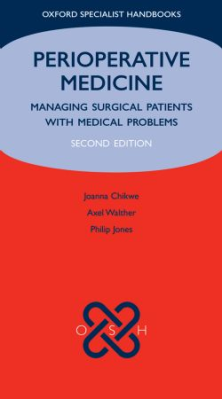 OXFORD SPECIALIST HANDBOOKS
PERIOPERATIVE
MEDICINE
MANAGING SURGICAL PATIENTS
WITH MEDICAL PROBLEMS
SECOND EDITION
Joanna Chikwe
Axel Walther
Philip Jones
O S H